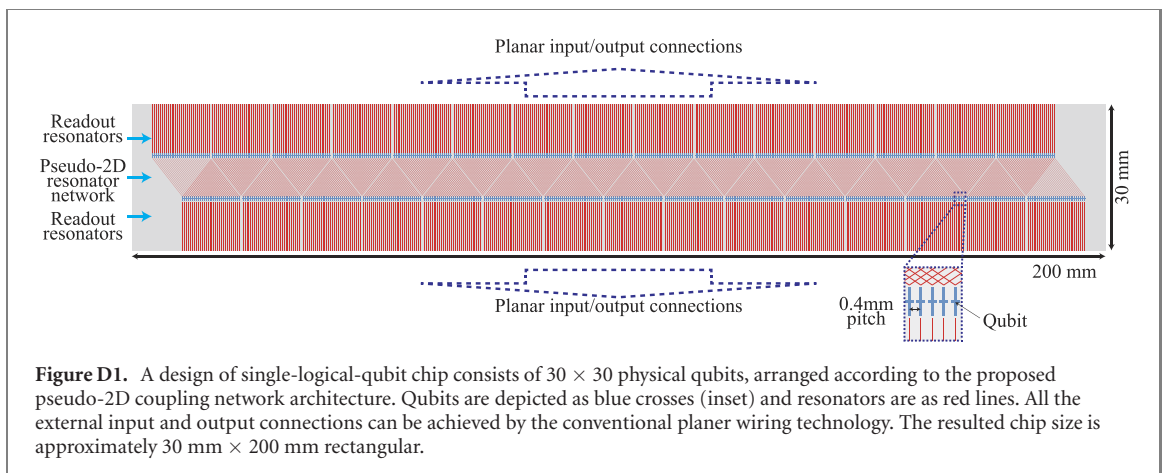 Planar input/output connections
Readout
resonators
Pseudo-2D
resonator
network
Readout
resonators
30 mm
200 mm
Planar input/output connections
0.4mm
pitch
Qubit
Figure D1. A design of single-logical-qubit chip consists of 30 × 30 physical qubits, arranged according to the proposed
pseudo-2D coupling network architecture. Qubits are depicted as blue crosses (inset) and resonators are as red lines. All the
external input and output connections can be achieved by the conventional planer wiring technology. The resulted chip size is
approximately 30 mm × 200 mm rectangular.